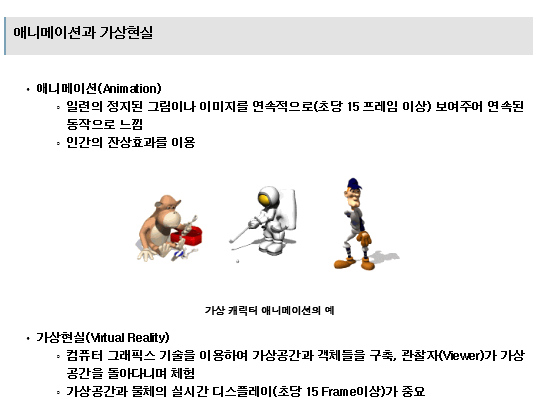 애니메이션과 가상현실
• 애니메이션(Animation)
◦ 일련의 정지된 그림이나 이미지를 연속적으로(초당 15 프레임 이상) 보여주어 연속된
동작으로 느낌
◦ 인간의 잔상효과를 이용
가상 캐릭터 애니메이션의 예
• 가상현실(Virtual Reality)
◦ 컴퓨터 그래픽스 기술을 이용하여 가상공간과 객체들을 구축, 관찰자(Viewer)가 가상
공간을 돌아다니며 체험
◦ 가상공간과 물체의 실시간 디스플레이(초당 15 Frame이상)가 중요